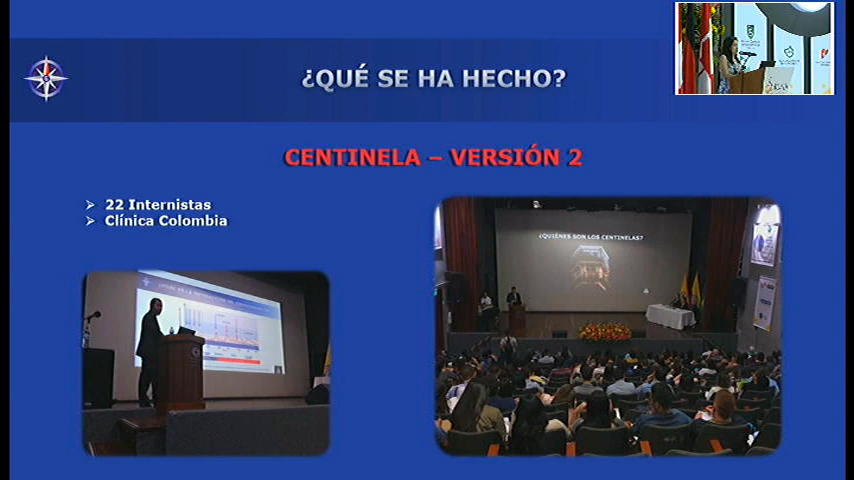 ¿QUÉ SE HA HECHO?
CENTINELA – VERSIÓN 2
➢ 22 Internistas
➢ Clínica Colombia
¿QUIÉNES SON LOS CENTINELAS?